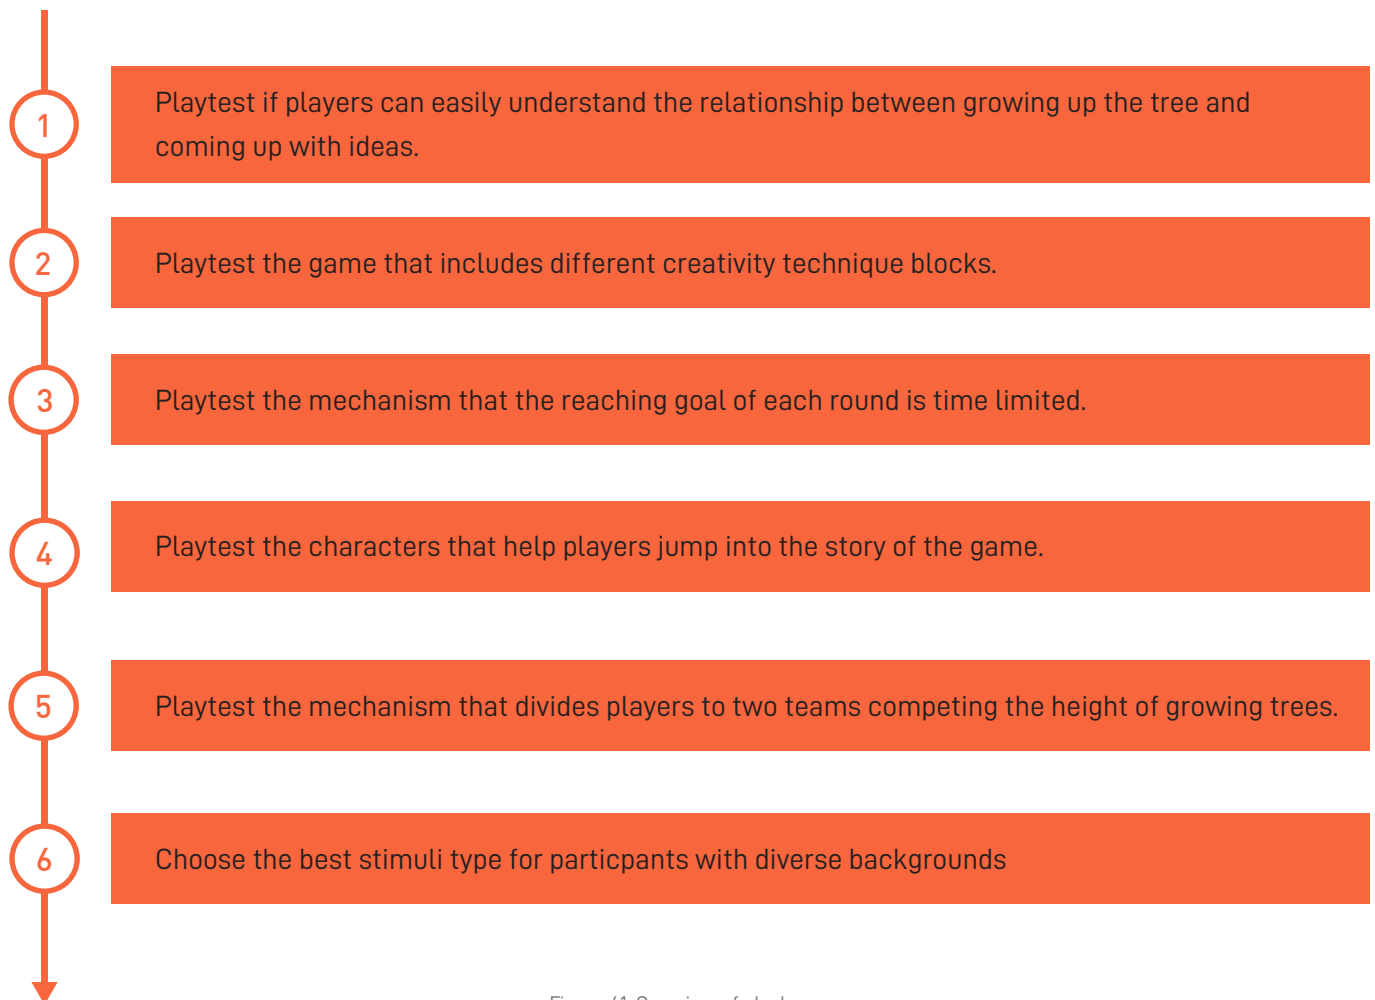 1
Playtest if players can easily understand the relationship between growing up the tree and
coming up with ideas.
2
Playtest the game that includes different creativity technique blocks.
3
Playtest the mechanism that the reaching goal of each round is time limited.
4
Playtest the characters that help players jump into the story of the game.
5
Playtest the mechanism that divides players to two teams competing the height of growing trees.
6
Choose the best stimuli type for particpants with diverse backgrounds